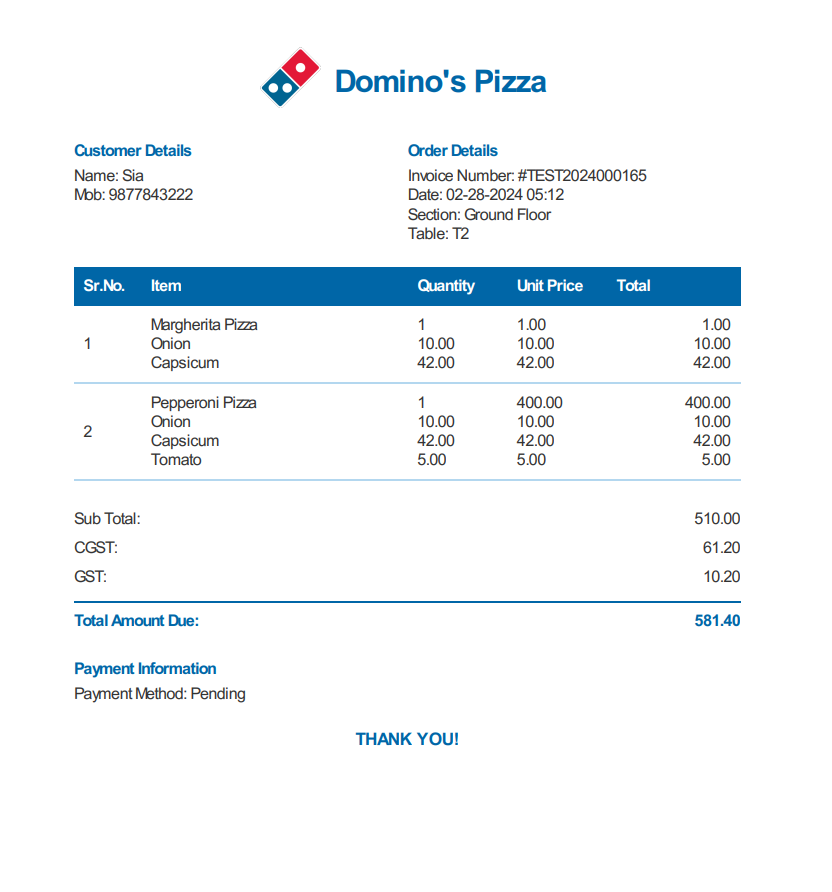 Domino's Pizza
Customer Details
Name: Sia
Mob: 9877843222
Order Details
Invoice Number: #TEST2024000165
Date: 02-28-2024 05:12
Section: Ground Floor
Table: T2
Sr.No. Item Quantity Unit Price Total
1
Margherita Pizza 1 1.00 1.00
Onion 10.00 10.00 10.00
Capsicum 42.00 42.00 42.00
2
Pepperoni Pizza 1 400.00 400.00
Onion 10.00 10.00 10.00
Capsicum 42.00 42.00 42.00
Tomato 5.00 5.00 5.00
Sub Total: 510.00
CGST: 61.20
GST: 10.20
Total Amount Due: 581.40
Payment Information
Payment Method: Pending
THANK YOU!